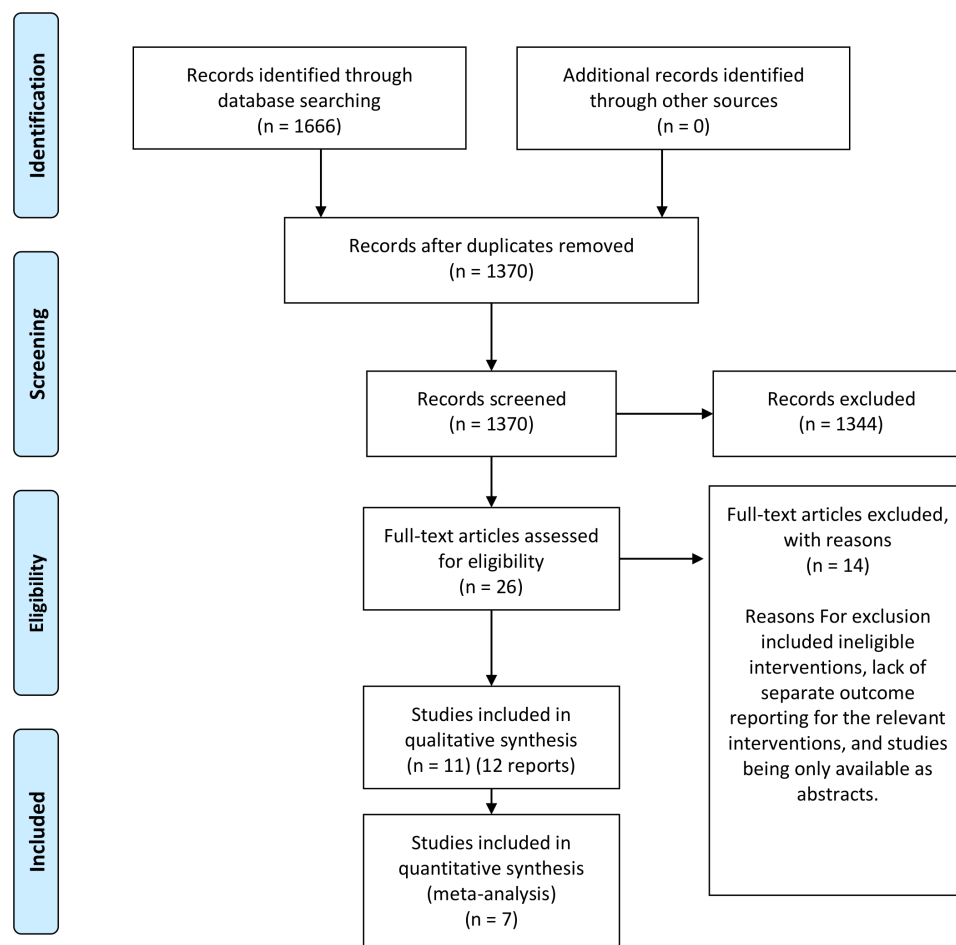 Identification
Records identified through
database searching
(n = 1666)
Additional records identified
through other sources
(n = 0)
Records after duplicates removed
(n = 1370)
Screening
Records screened
(n = 1370)
Records excluded
(n = 1344)
Eligibility
Full-text articles assessed
for eligibility
(n = 26)
Full-text articles excluded,
with reasons
(n = 14)
Reasons For exclusion
included ineligible
interventions, lack of
separate outcome
reporting for the relevant
interventions, and studies
being only available as
abstracts.
Included
Studies included in
qualitative synthesis
(n = 11) (12 reports)
Studies included in
quantitative synthesis
(meta-analysis)
(n = 7)